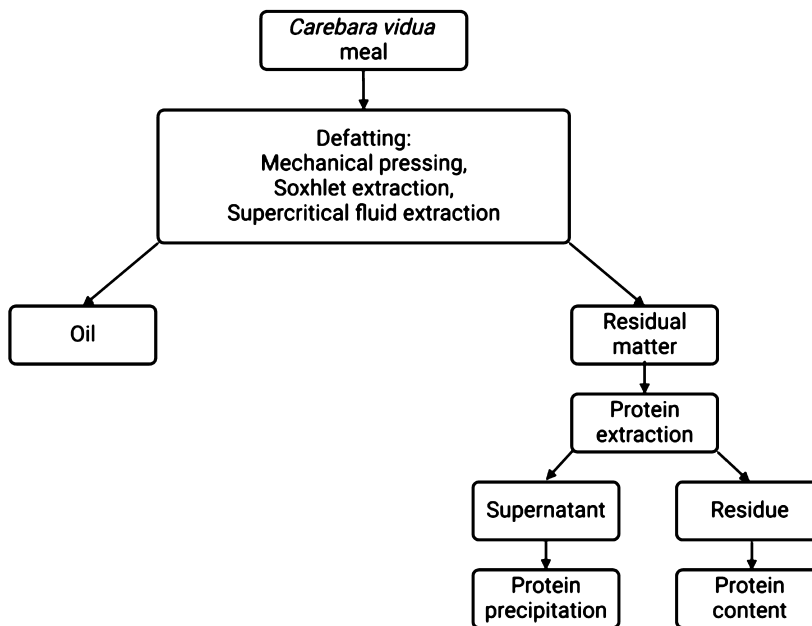 Carebara vidua
meal
Defatting:
Mechanical pressing,
Soxhlet extraction,
Supercritical fluid extraction
Oil
Residual
matter
Protein
extraction
Supernatant
Residue
Protein
precipitation
Protein
content